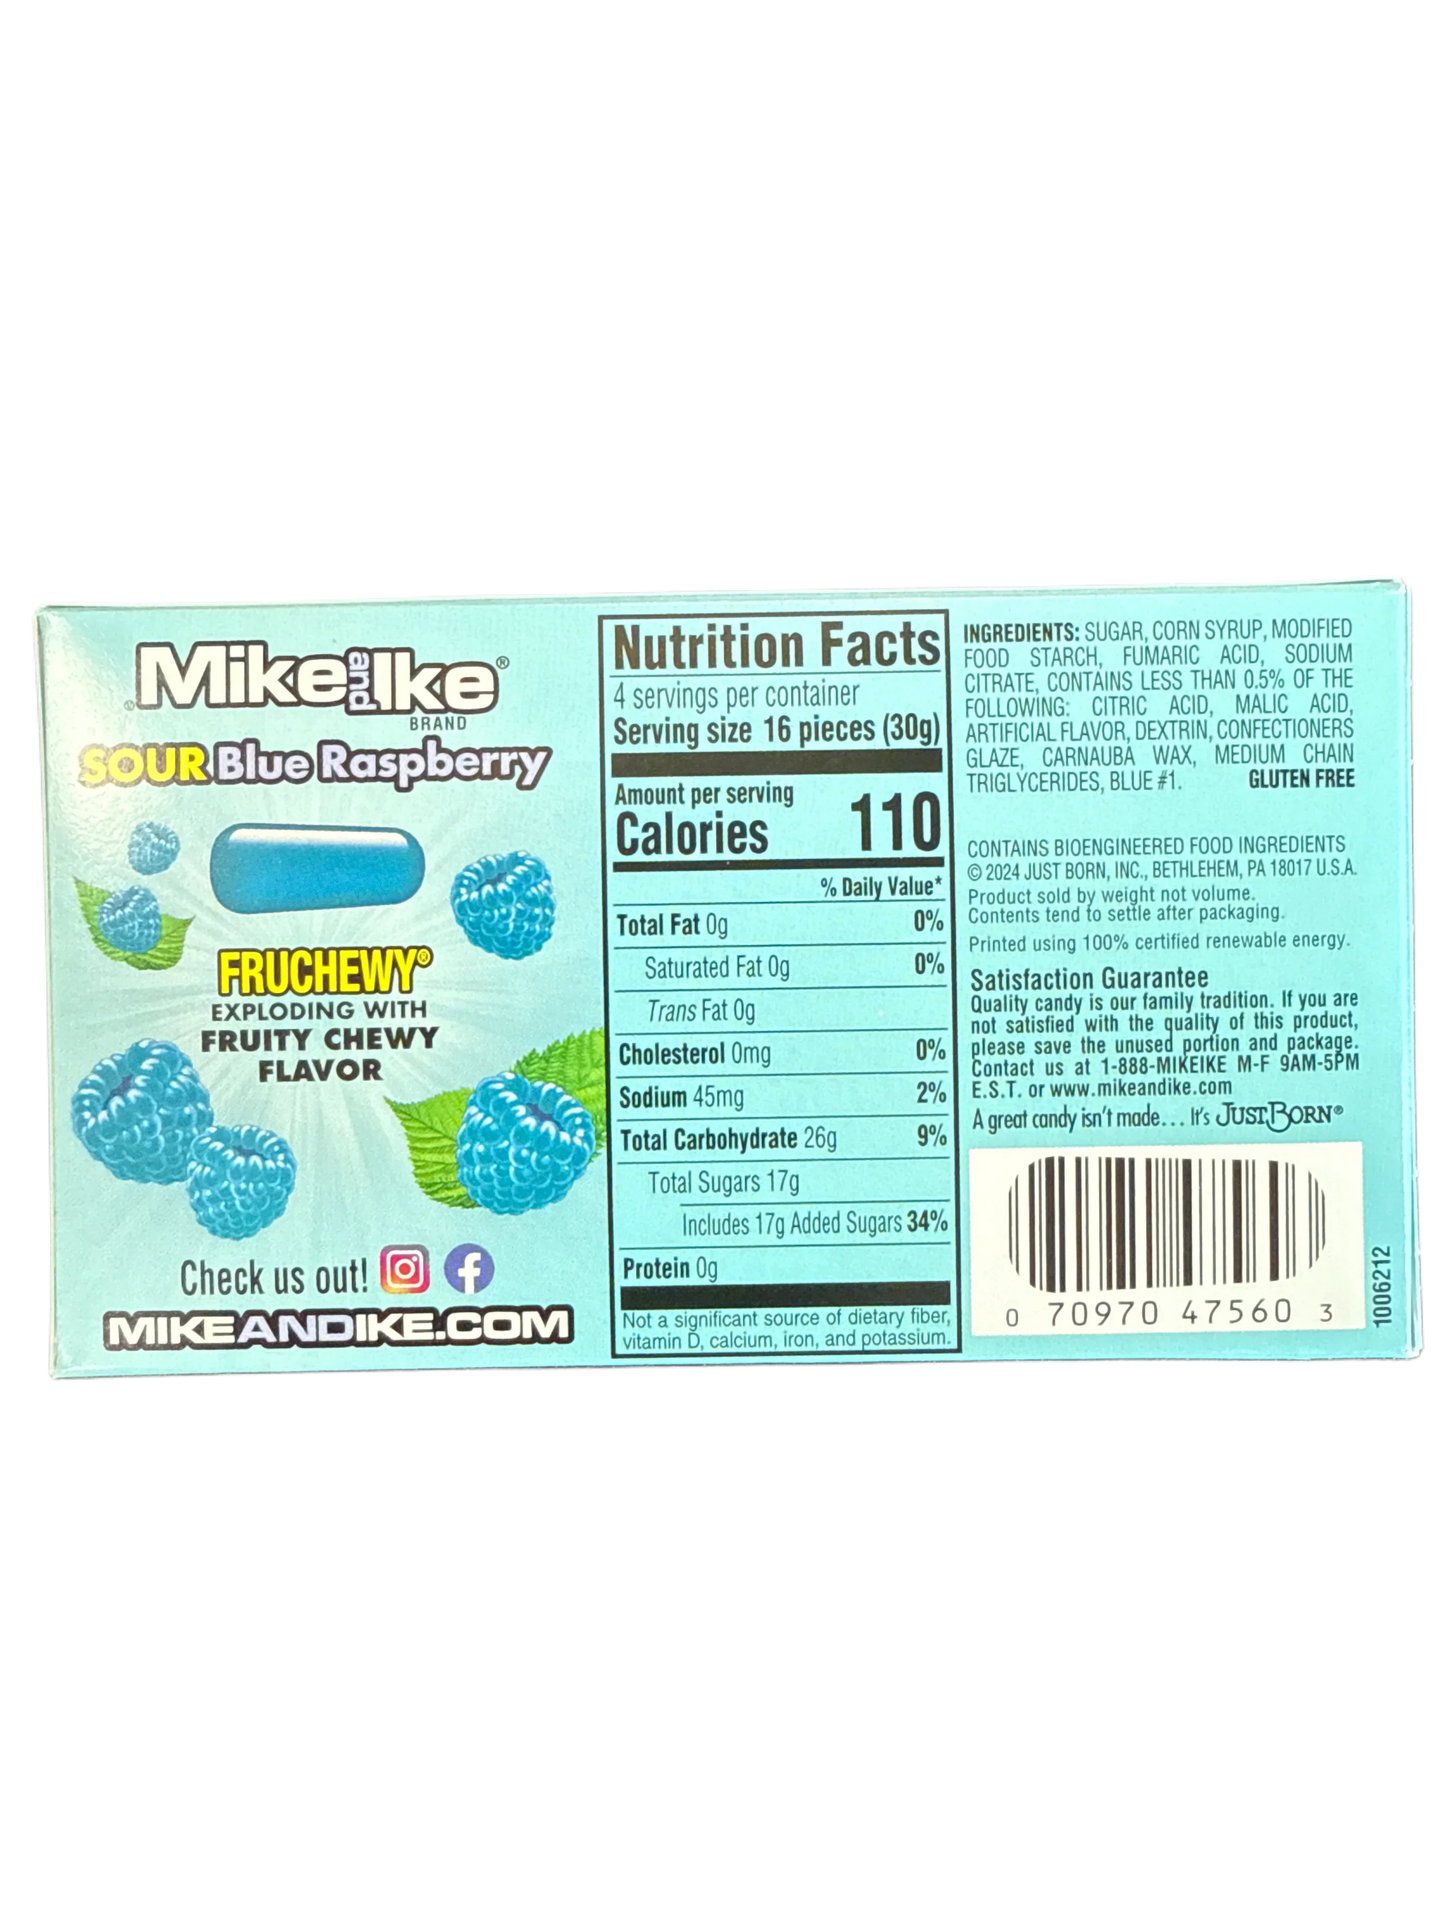 Mike and Ike®
BRAND
SOUR Blue Raspberry
FRUCHEWY®
EXPLODING WITH
FRUITY CHEWY
FLAVOR
Check us out!
MIKEANDIKE.COM
Nutrition Facts
4 servings per container
Serving size 16 pieces (30g)
Amount per serving
Calories 110
% Daily Value*
Total Fat 0g 0%
Saturated Fat 0g 0%
Trans Fat 0g
Cholesterol 0mg 0%
Sodium 45mg 2%
Total Carbohydrate 26g 9%
Total Sugars 17g
Includes 17g Added Sugars 34%
Protein 0g
Not a significant source of dietary fiber,
vitamin D, calcium, iron, and potassium.
INGREDIENTS: SUGAR, CORN SYRUP, MODIFIED
FOOD STARCH, FUMARIC ACID, SODIUM
CITRATE, CONTAINS LESS THAN 0.5% OF THE
FOLLOWING: CITRIC ACID, MALIC ACID,
ARTIFICIAL FLAVOR, DEXTRIN, CONFECTIONERS
GLAZE, CARNAUBA WAX, MEDIUM CHAIN
TRIGLYCERIDES, BLUE #1. GLUTEN FREE
CONTAINS BIOENGINEERED FOOD INGREDIENTS
© 2024 JUST BORN, INC., BETHLEHEM, PA 18017 U.S.A.
Product sold by weight not volume.
Contents tend to settle after packaging.
Printed using 100% certified renewable energy.
Satisfaction Guarantee
Quality candy is our family tradition. If you are
not satisfied with the quality of this product,
please save the unused portion and package.
Contact us at 1-888-MIKEIKE M-F 9AM-5PM
E.S.T. or www.mikeandike.com
A great candy isn't made... It's JUST BORN®
0 70970 47560 3
1006212